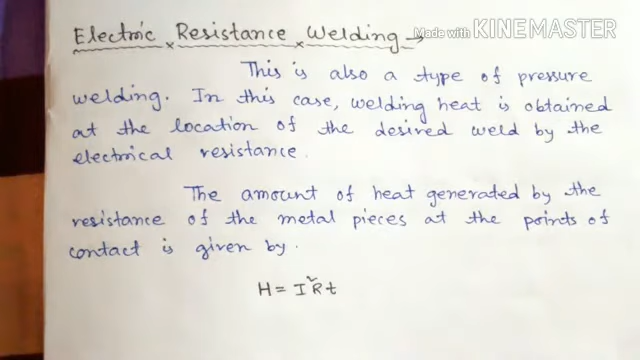 Made with KINEMASTER
Electric Resistance Welding →
This is also a type of pressure
welding. In this case, welding heat is obtained
at the location of the desired weld by the
electrical resistance.
The amount of heat generated by the
resistance of the metal pieces at the points of
contact is given by.
H = I²Rt